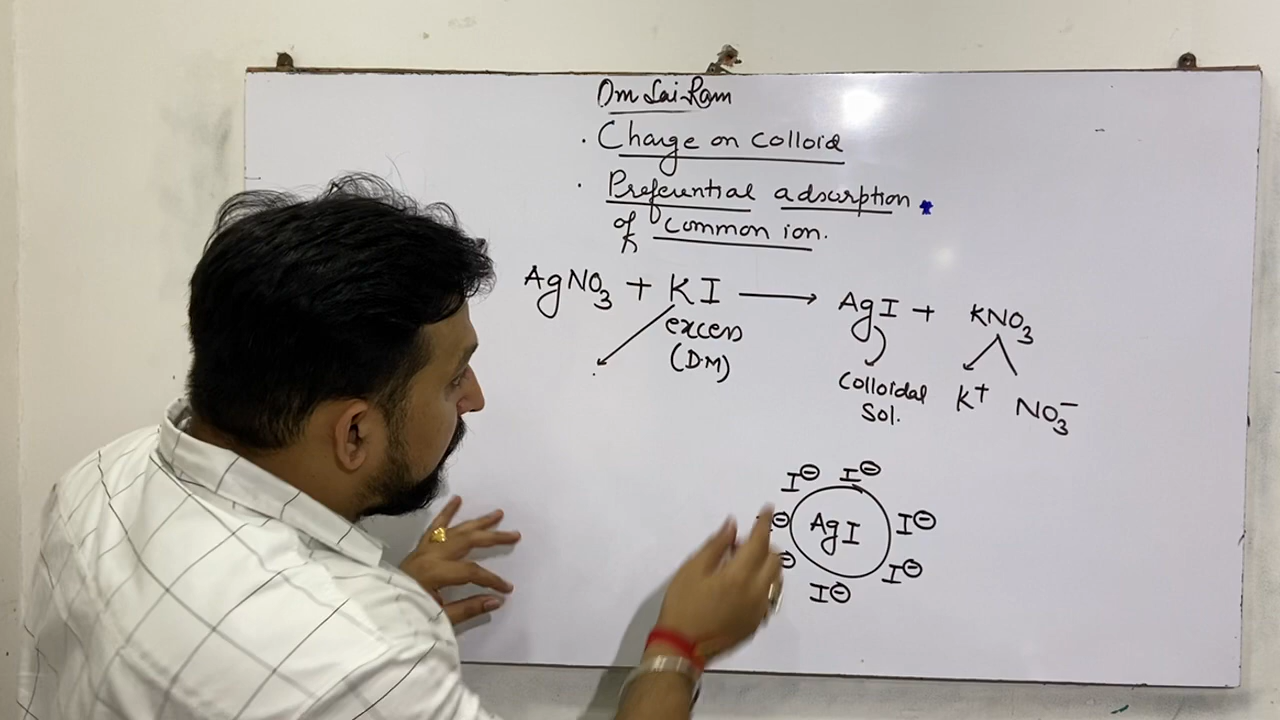 Om Sai Ram
· Charge on Colloid
· Preferential adsorption
of common ion.
AgNO₃ + KI ⟶ AgI + KNO₃
excess
(D.M)
Colloidal
Sol.
K⁺ NO₃⁻
I⊖ I⊖
⊖ AgI I⊖
⊖ I⊖
I⊖